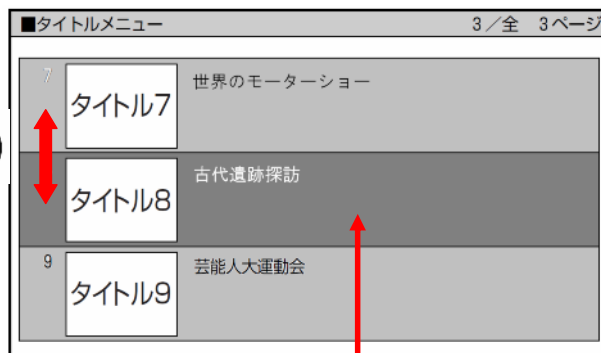 ■タイトルメニュー 3／全 3ページ
7
タイトル7
世界のモーターショー
タイトル8
古代遺跡探訪
9
タイトル9
芸能人大運動会